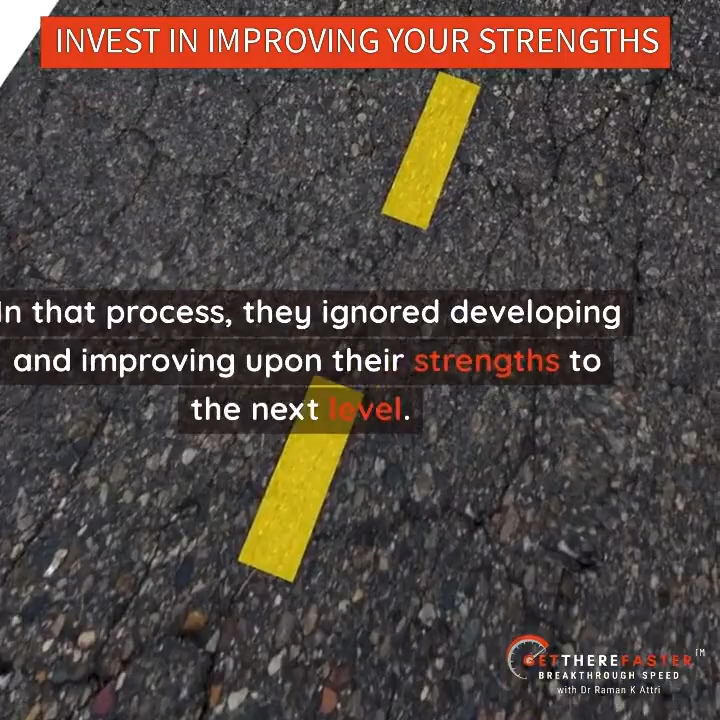 INVEST IN IMPROVING YOUR STRENGTHS
In that process, they ignored developing
and improving upon their strengths to
the next level.
GETTHEREFASTER™
BREAKTHROUGH SPEED
with Dr Raman K Attri